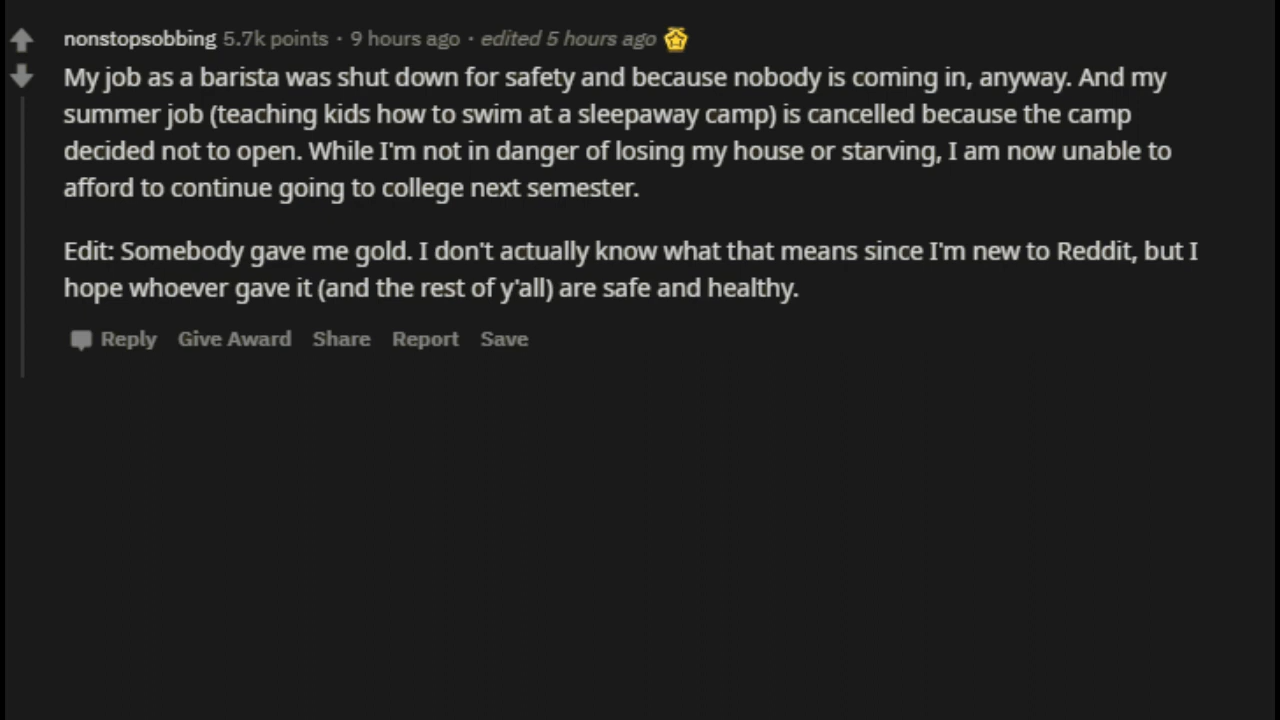 nonstopsobbing 5.7k points · 9 hours ago · edited 5 hours ago
My job as a barista was shut down for safety and because nobody is coming in, anyway. And my
summer job (teaching kids how to swim at a sleepaway camp) is cancelled because the camp
decided not to open. While I'm not in danger of losing my house or starving, I am now unable to
afford to continue going to college next semester.
Edit: Somebody gave me gold. I don't actually know what that means since I'm new to Reddit, but I
hope whoever gave it (and the rest of y'all) are safe and healthy.
Reply Give Award Share Report Save